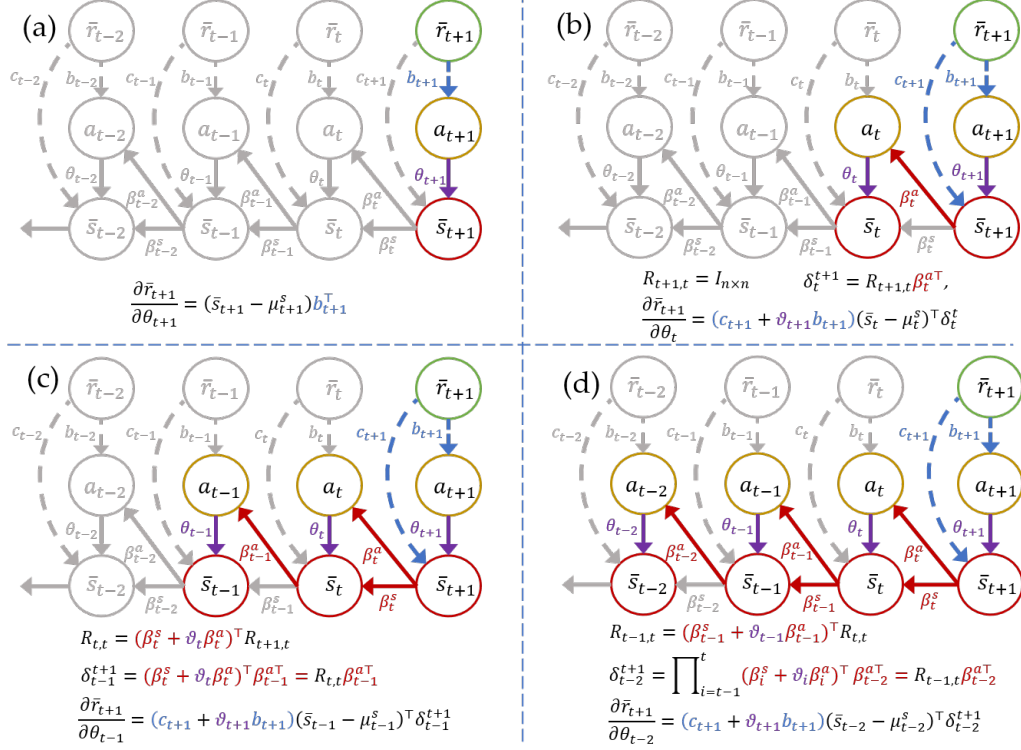 (a)
r̄_{t−2} r̄_{t−1} r̄_t r̄_{t+1}
c_{t−2} b_{t−2} c_{t−1} b_{t−1} c_t b_t c_{t+1} b_{t+1}
a_{t−2} a_{t−1} a_t a_{t+1}
θ_{t−2} β^a_{t−2} θ_{t−1} β^a_{t−1} θ_t β^a_t θ_{t+1}
s̄_{t−2} s̄_{t−1} s̄_t s̄_{t+1}
β^s_{t−2} β^s_{t−1} β^s_t
∂r̄_{t+1}/∂θ_{t+1} = (s̄_{t+1} − μ^s_{t+1})b^⊤_{t+1}
(b)
r̄_{t−2} r̄_{t−1} r̄_t r̄_{t+1}
c_{t−2} b_{t−2} c_{t−1} b_{t−1} c_t b_t c_{t+1} b_{t+1}
a_{t−2} a_{t−1} a_t a_{t+1}
θ_{t−2} β^a_{t−2} θ_{t−1} β^a_{t−1} θ_t β^a_t θ_{t+1}
s̄_{t−2} s̄_{t−1} s̄_t s̄_{t+1}
β^s_{t−2} β^s_{t−1} β^s_t
R_{t+1,t} = I_{n×n} δ^{t+1}_t = R_{t+1,t}β^{a⊤}_t,
∂r̄_{t+1}/∂θ_t = (c_{t+1} + ϑ_{t+1}b_{t+1})(s̄_t − μ^s_t)^⊤δ^t_t
(c)
r̄_{t−2} r̄_{t−1} r̄_t r̄_{t+1}
c_{t−2} b_{t−2} c_{t−1} b_{t−1} c_t b_t c_{t+1} b_{t+1}
a_{t−2} a_{t−1} a_t a_{t+1}
θ_{t−2} β^a_{t−2} θ_{t−1} β^a_{t−1} θ_t β^a_t θ_{t+1}
s̄_{t−2} s̄_{t−1} s̄_t s̄_{t+1}
β^s_{t−2} β^s_{t−1} β^s_t
R_{t,t} = (β^s_t + ϑ_tβ^a_t)^⊤R_{t+1,t}
δ^{t+1}_{t−1} = (β^s_t + ϑ_tβ^a_t)^⊤β^{a⊤}_{t−1} = R_{t,t}β^{a⊤}_{t−1}
∂r̄_{t+1}/∂θ_{t−1} = (c_{t+1} + ϑ_{t+1}b_{t+1})(s̄_{t−1} − μ^s_{t−1})^⊤δ^{t+1}_{t−1}
(d)
r̄_{t−2} r̄_{t−1} r̄_t r̄_{t+1}
c_{t−2} b_{t−2} c_{t−1} b_{t−1} c_t b_t c_{t+1} b_{t+1}
a_{t−2} a_{t−1} a_t a_{t+1}
θ_{t−2} β^a_{t−2} θ_{t−1} β^a_{t−1} θ_t β^a_t θ_{t+1}
s̄_{t−2} s̄_{t−1} s̄_t s̄_{t+1}
β^s_{t−2} β^s_{t−1} β^s_t
R_{t−1,t} = (β^s_{t−1} + ϑ_{t−1}β^a_{t−1})^⊤R_{t,t}
δ^{t+1}_{t−2} = ∏^t_{i=t−1} (β^s_i + ϑ_iβ^a_i)^⊤ β^{a⊤}_{t−2} = R_{t−1,t}β^{a⊤}_{t−2}
∂r̄_{t+1}/∂θ_{t−2} = (c_{t+1} + ϑ_{t+1}b_{t+1})(s̄_{t−2} − μ^s_{t−2})^⊤δ^{t+1}_{t−2}